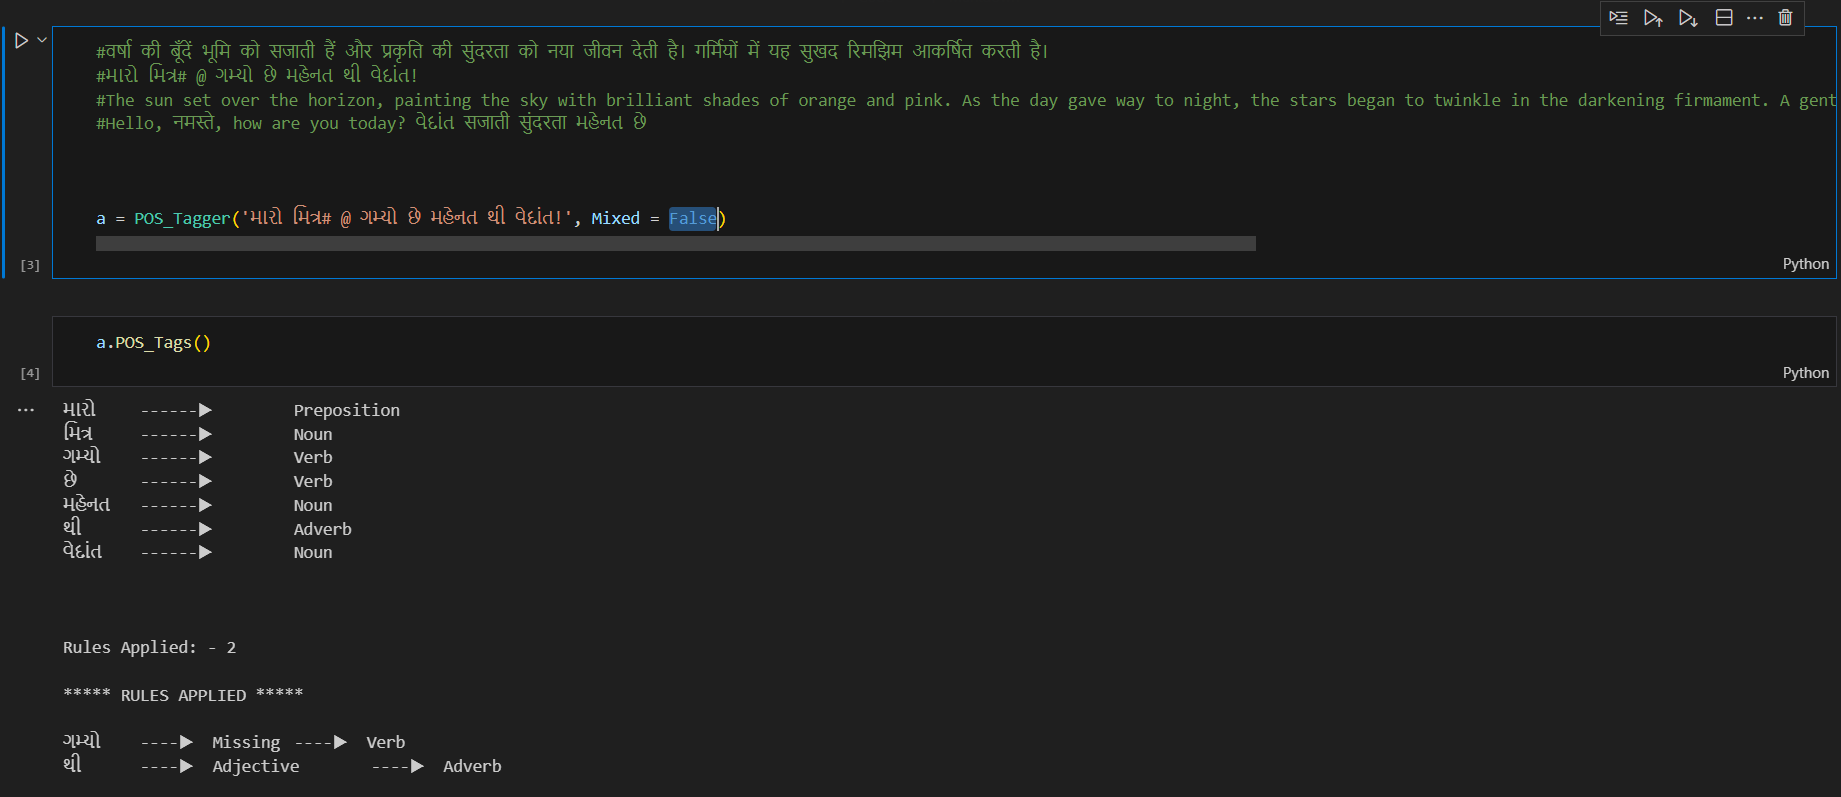 #वर्षा की बूँदें भूमि को सजाती हैं और प्रकृति की सुंदरता को नया जीवन देती है। गर्मियों में यह सुखद रिमझिम आकर्षित करती है।
#મારો મિત્ર# @ ગમ્યો છે મહેનત થી વેદાંત!
#The sun set over the horizon, painting the sky with brilliant shades of orange and pink. As the day gave way to night, the stars began to twinkle in the darkening firmament. A gent
#Hello, नमस्ते, how are you today? વેદાંત सजाती सुंदरता મહેનત છે
a = POS_Tagger('મારો મિત્ર# @ ગમ્યો છે મહેનત થી વેદાંત!', Mixed = False)
[3]
Python
a.POS_Tags()
[4]
Python
મારો ------▶ Preposition
મિત્ર ------▶ Noun
ગમ્યો ------▶ Verb
છે ------▶ Verb
મહેનત ------▶ Noun
થી ------▶ Adverb
વેદાંત ------▶ Noun
Rules Applied: - 2
***** RULES APPLIED *****
ગમ્યો ----▶ Missing ----▶ Verb
થી ----▶ Adjective ----▶ Adverb